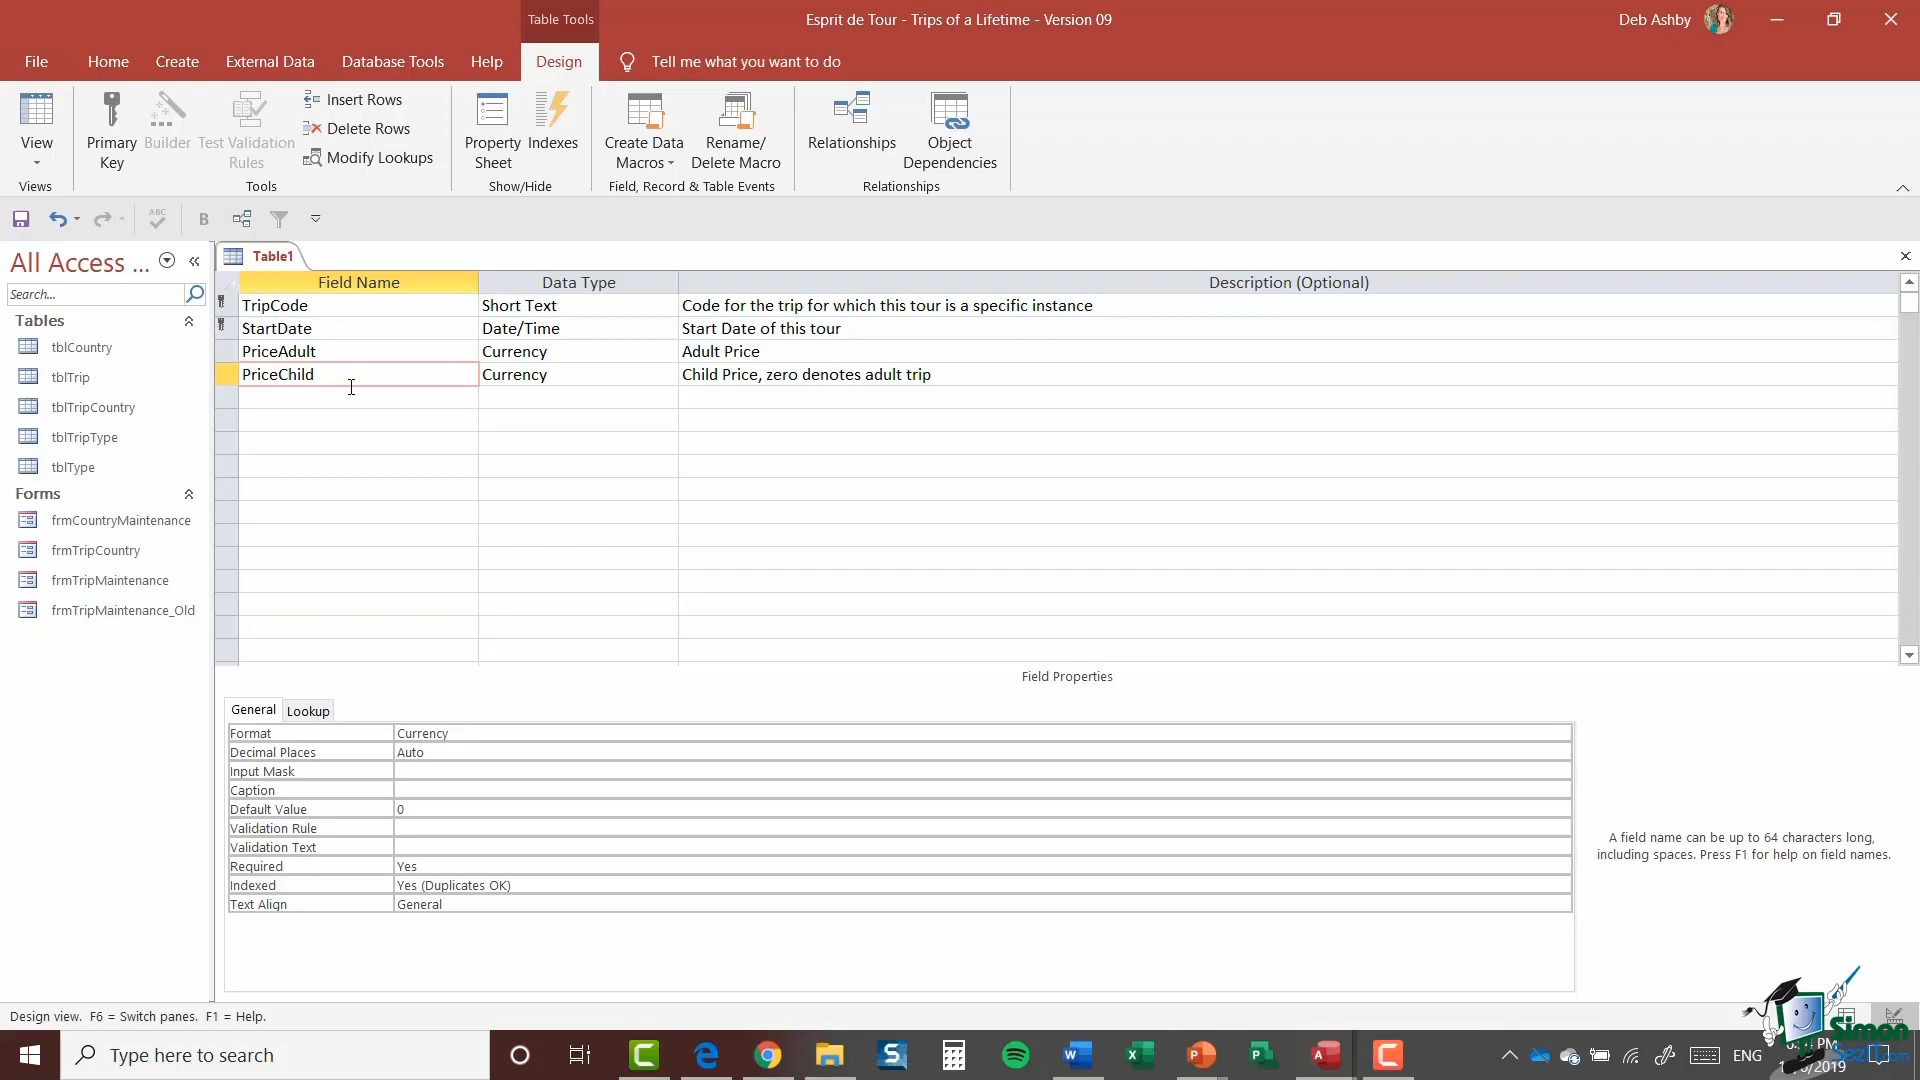 Table Tools
Esprit de Tour - Trips of a Lifetime - Version 09
Deb Ashby
File
Home
Create
External Data
Database Tools
Help
Design
Tell me what you want to do
View
Primary Key
Builder
Test Validation Rules
Insert Rows
Delete Rows
Modify Lookups
Property Sheet
Indexes
Create Data Macros
Rename/ Delete Macro
Relationships
Object Dependencies
Views
Tools
Show/Hide
Field, Record & Table Events
Relationships
ABC
B
All Access ...
Search...
Tables
tblCountry
tblTrip
tblTripCountry
tblTripType
tblType
Forms
frmCountryMaintenance
frmTripCountry
frmTripMaintenance
frmTripMaintenance_Old
Table1
Field Name Data Type Description (Optional)
TripCode Short Text Code for the trip for which this tour is a specific instance
StartDate Date/Time Start Date of this tour
PriceAdult Currency Adult Price
PriceChild Currency Child Price, zero denotes adult trip
Field Properties
General Lookup
Format Currency
Decimal Places Auto
Input Mask
Caption
Default Value 0
Validation Rule
Validation Text
Required Yes
Indexed Yes (Duplicates OK)
Text Align General
A field name can be up to 64 characters long,
including spaces. Press F1 for help on field names.
Design view. F6 = Switch panes. F1 = Help.
Type here to search
ENG
Simon
SezIT.com